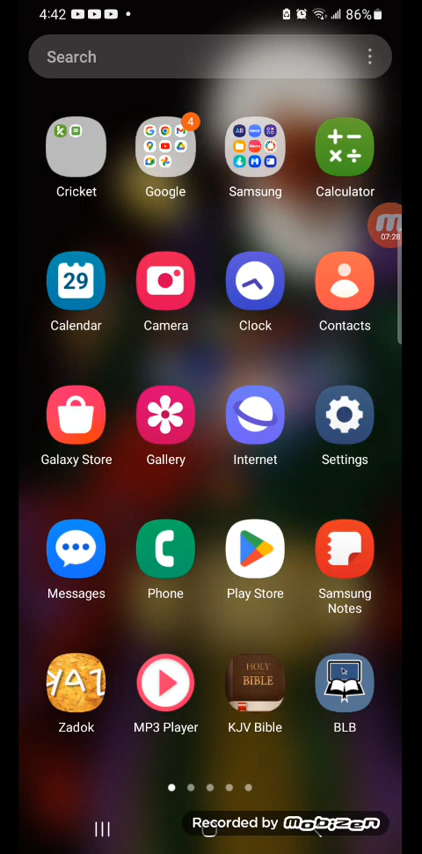 4:42
86%
Search
4
Cricket
Google
Samsung
Calculator
07:28
29
Calendar
Camera
Clock
Contacts
Galaxy Store
Gallery
Internet
Settings
Messages
Phone
Play Store
Samsung
Notes
HOLY
BIBLE
Zadok
MP3 Player
KJV Bible
BLB
Recorded by Mobizen